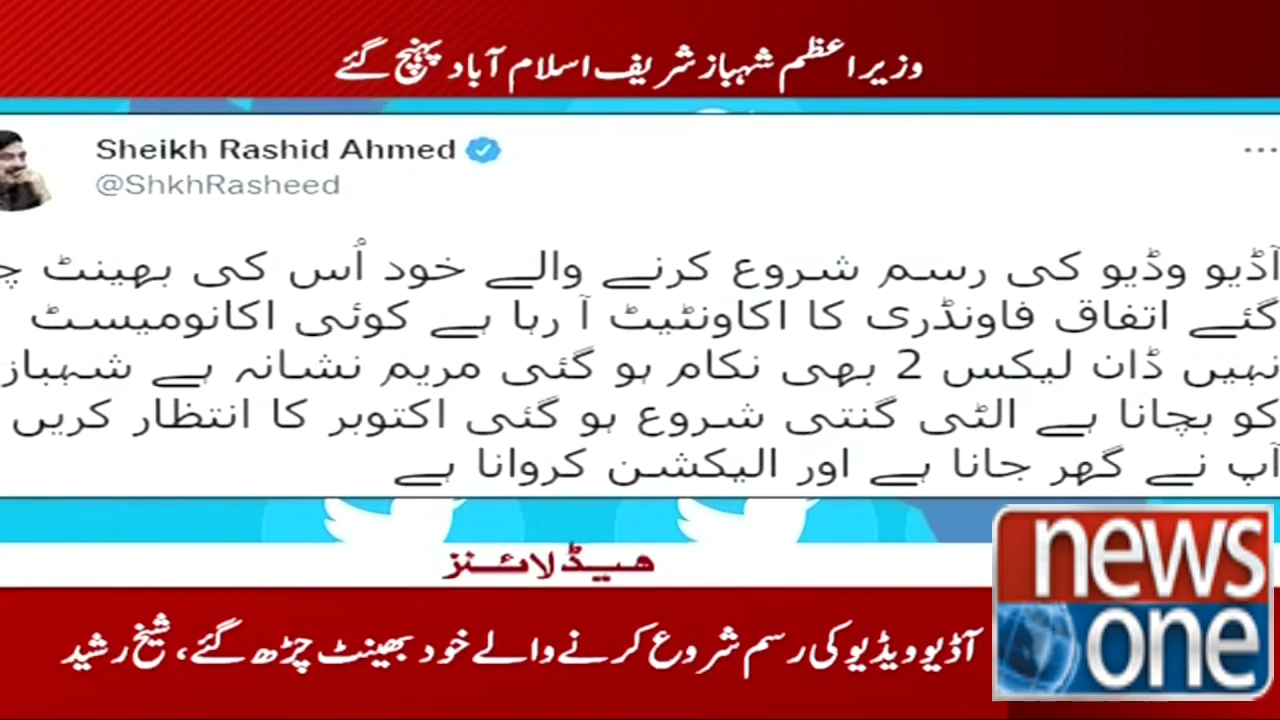 وزیر اعظم شہباز شریف اسلام آباد پہنچ گئے
Sheikh Rashid Ahmed
@ShkhRasheed
آڈیو وڈیو کی رسم شروع کرنے والے خود اُس کی بھینٹ چ
گئے اتفاق فاونڈری کا اکاونٹیٹ آ رہا ہے کوئی اکانومیسٹ
نہیں ڈان لیکس 2 بھی نکام ہو گئی مریم نشانہ ہے شہباز
کو بچانا ہے الٹی گنتی شروع ہو گئی اکتوبر کا انتظار کریں
آپ نے گھر جانا ہے اور الیکشن کروانا ہے
ہیڈلائنز
آڈیو ویڈیو کی رسم شروع کرنے والے خود بھینٹ چڑھ گئے، شیخ رشید
news
one